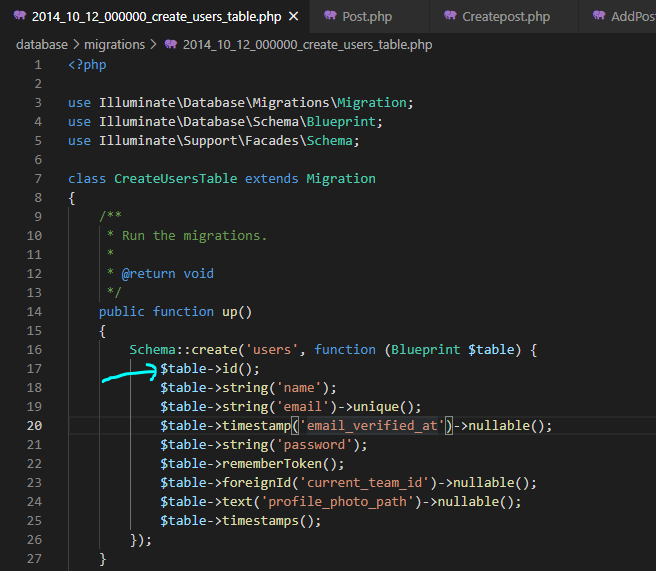 2014_10_12_000000_create_users_table.php Post.php Createpost.php AddPos
database > migrations > 2014_10_12_000000_create_users_table.php
1 <?php
2
3 use Illuminate\Database\Migrations\Migration;
4 use Illuminate\Database\Schema\Blueprint;
5 use Illuminate\Support\Facades\Schema;
6
7 class CreateUsersTable extends Migration
8 {
9     /**
10      * Run the migrations.
11      *
12      * @return void
13      */
14     public function up()
15     {
16         Schema::create('users', function (Blueprint $table) {
17             $table->id();
18             $table->string('name');
19             $table->string('email')->unique();
20             $table->timestamp('email_verified_at')->nullable();
21             $table->string('password');
22             $table->rememberToken();
23             $table->foreignId('current_team_id')->nullable();
24             $table->text('profile_photo_path')->nullable();
25             $table->timestamps();
26         });
27     }